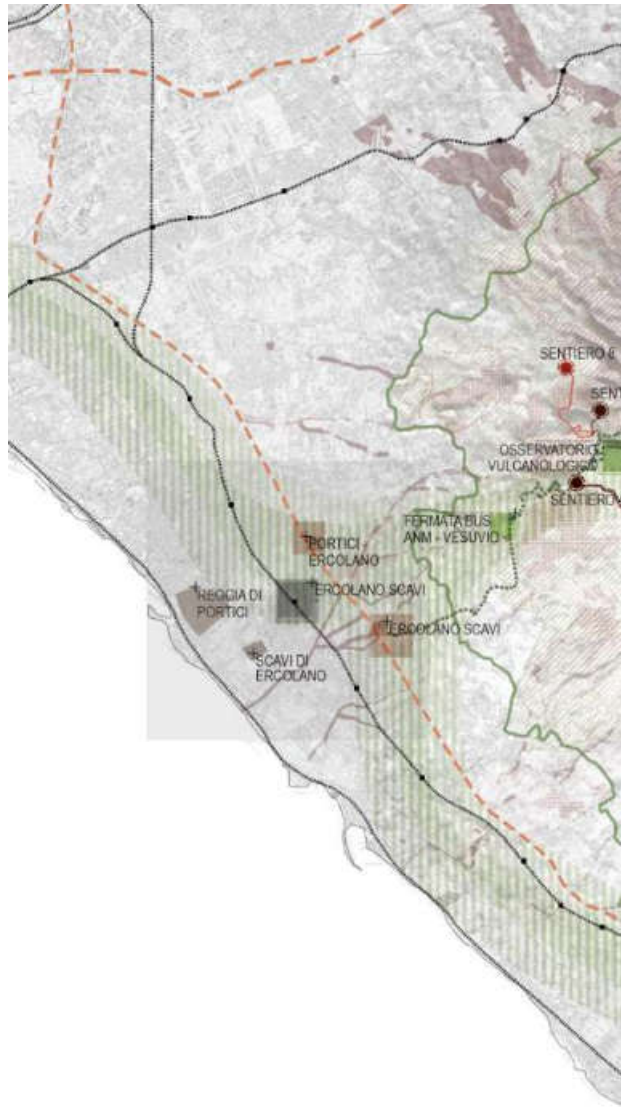 SENTIERO 6
SENT
OSSERVATORIO
VULCANOLOGICO
SENTIERO
FERMATA BUS
ANM - VESUVIO
PORTICI -
ERCOLANO
REGGIA DI
PORTICI
ERCOLANO SCAVI
ERCOLANO SCAVI
SCAVI DI
ERCOLANO